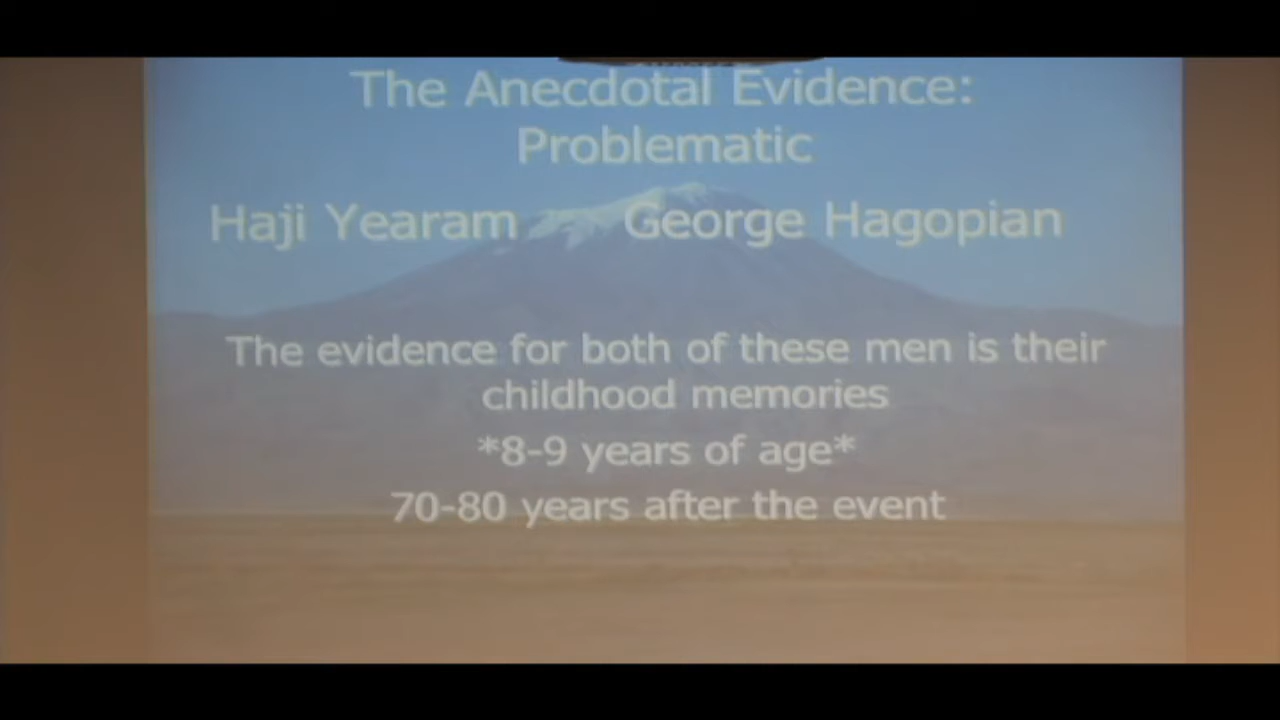 The Anecdotal Evidence:
Problematic
Haji Yearam George Hagopian
The evidence for both of these men is their
childhood memories
*8-9 years of age*
70-80 years after the event